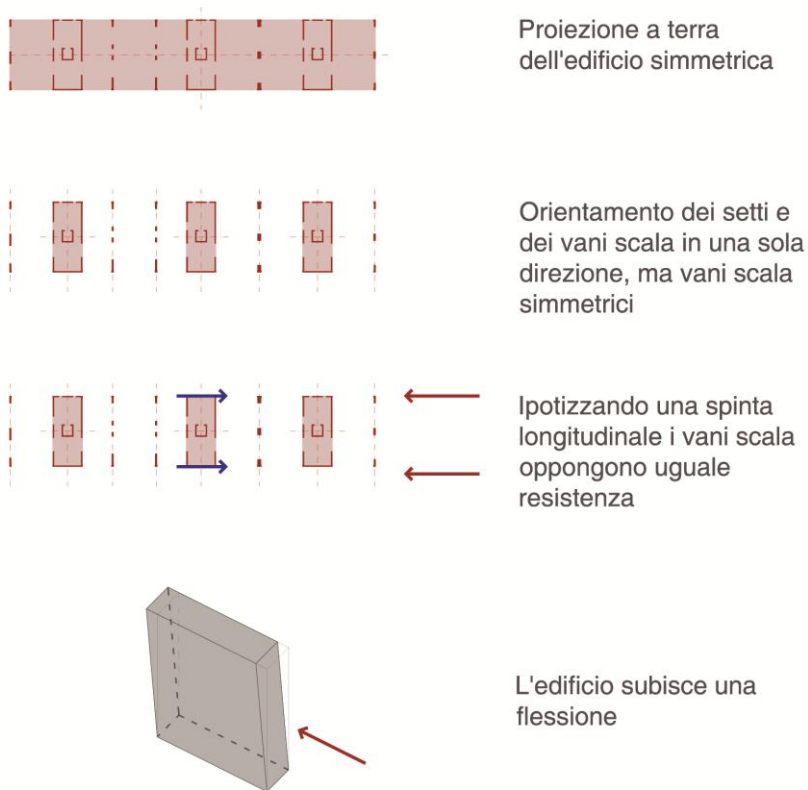 Proiezione a terra
dell'edificio simmetrica
Orientamento dei setti e
dei vani scala in una sola
direzione, ma vani scala
simmetrici
Ipotizzando una spinta
longitudinale i vani scala
oppongono uguale
resistenza
L'edificio subisce una
flessione